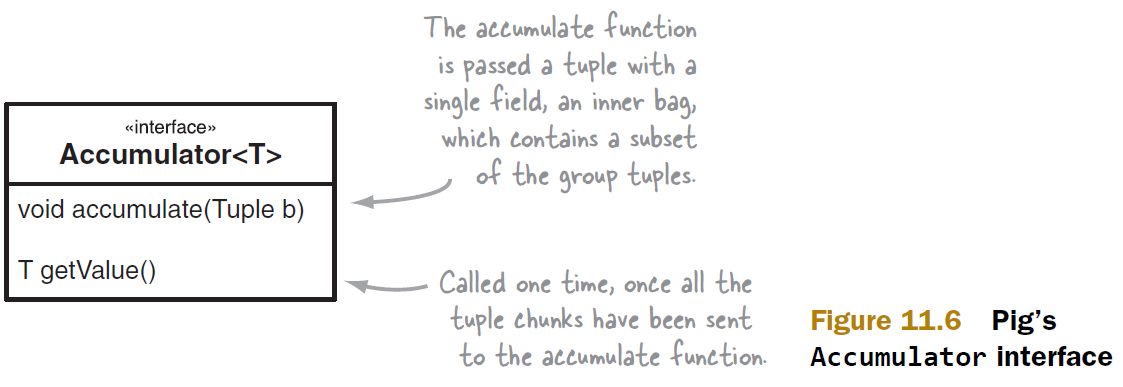 The accumulate function
is passed a tuple with a
single field, an inner bag,
which contains a subset
of the group tuples.
«interface»
Accumulator<T>
void accumulate(Tuple b)
T getValue()
Called one time, once all the
tuple chunks have been sent
to the accumulate function.
Figure 11.6 Pig's
Accumulator interface